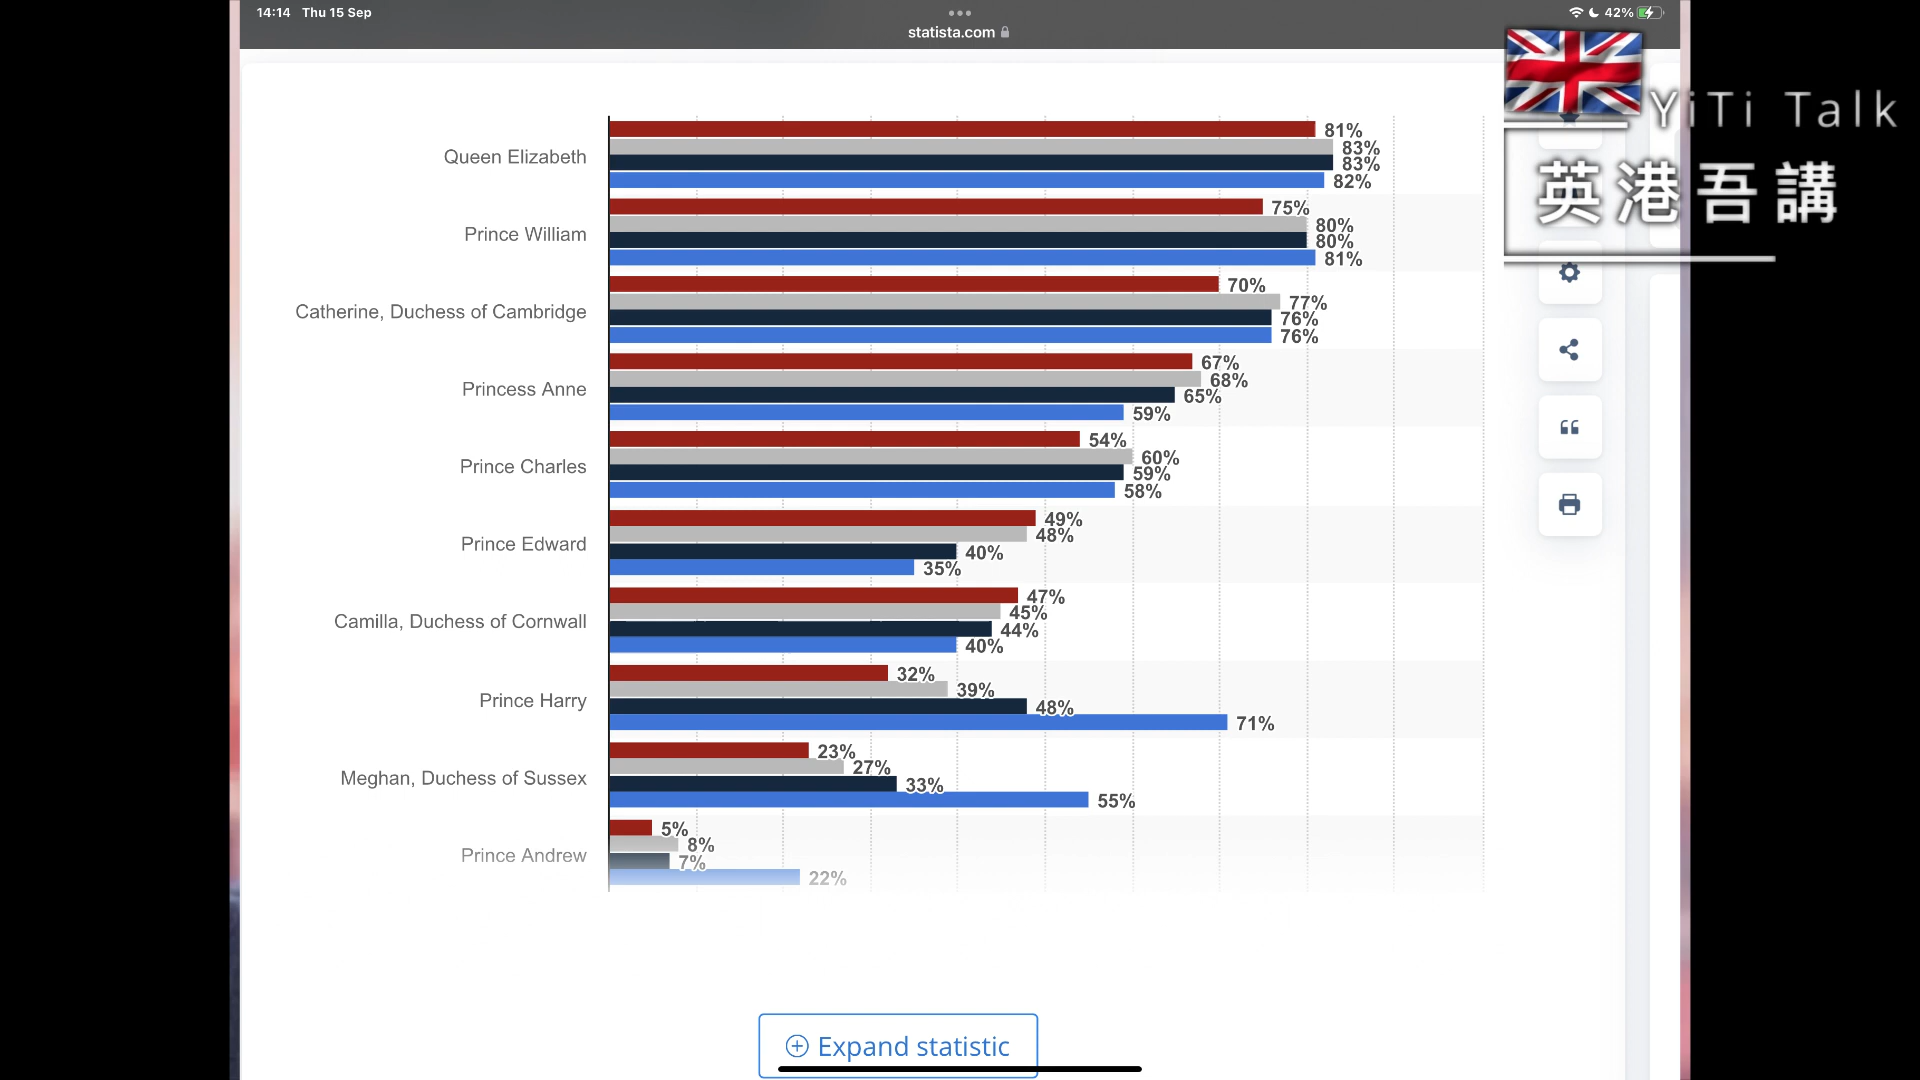 14:14 Thu 15 Sep
42%
statista.com
YiTi Talk
英港吾講
Queen Elizabeth
81%
83%
83%
82%
Prince William
75%
80%
80%
81%
Catherine, Duchess of Cambridge
70%
77%
76%
76%
Princess Anne
67%
68%
65%
59%
Prince Charles
54%
60%
59%
58%
Prince Edward
49%
48%
40%
35%
Camilla, Duchess of Cornwall
47%
45%
44%
40%
Prince Harry
32%
39%
48%
71%
Meghan, Duchess of Sussex
23%
27%
33%
55%
Prince Andrew
5%
8%
7%
22%
Expand statistic